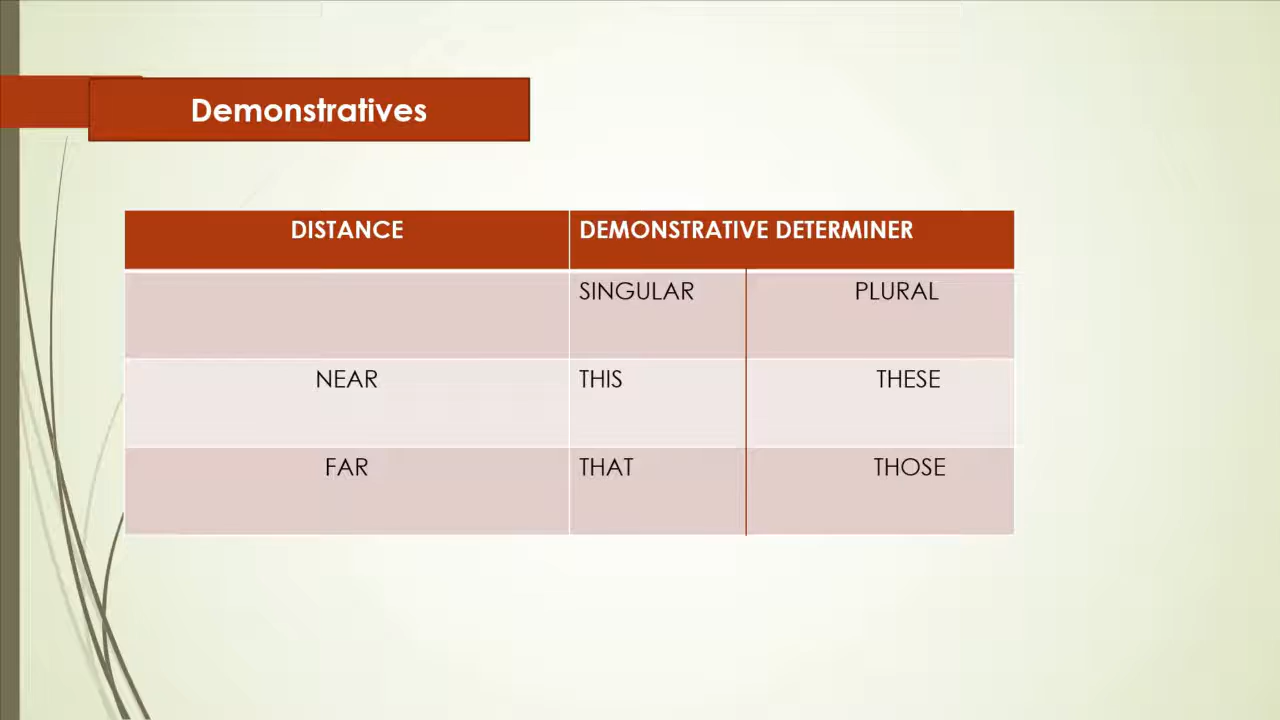 Demonstratives
DISTANCE DEMONSTRATIVE DETERMINER
SINGULAR PLURAL
NEAR THIS THESE
FAR THAT THOSE